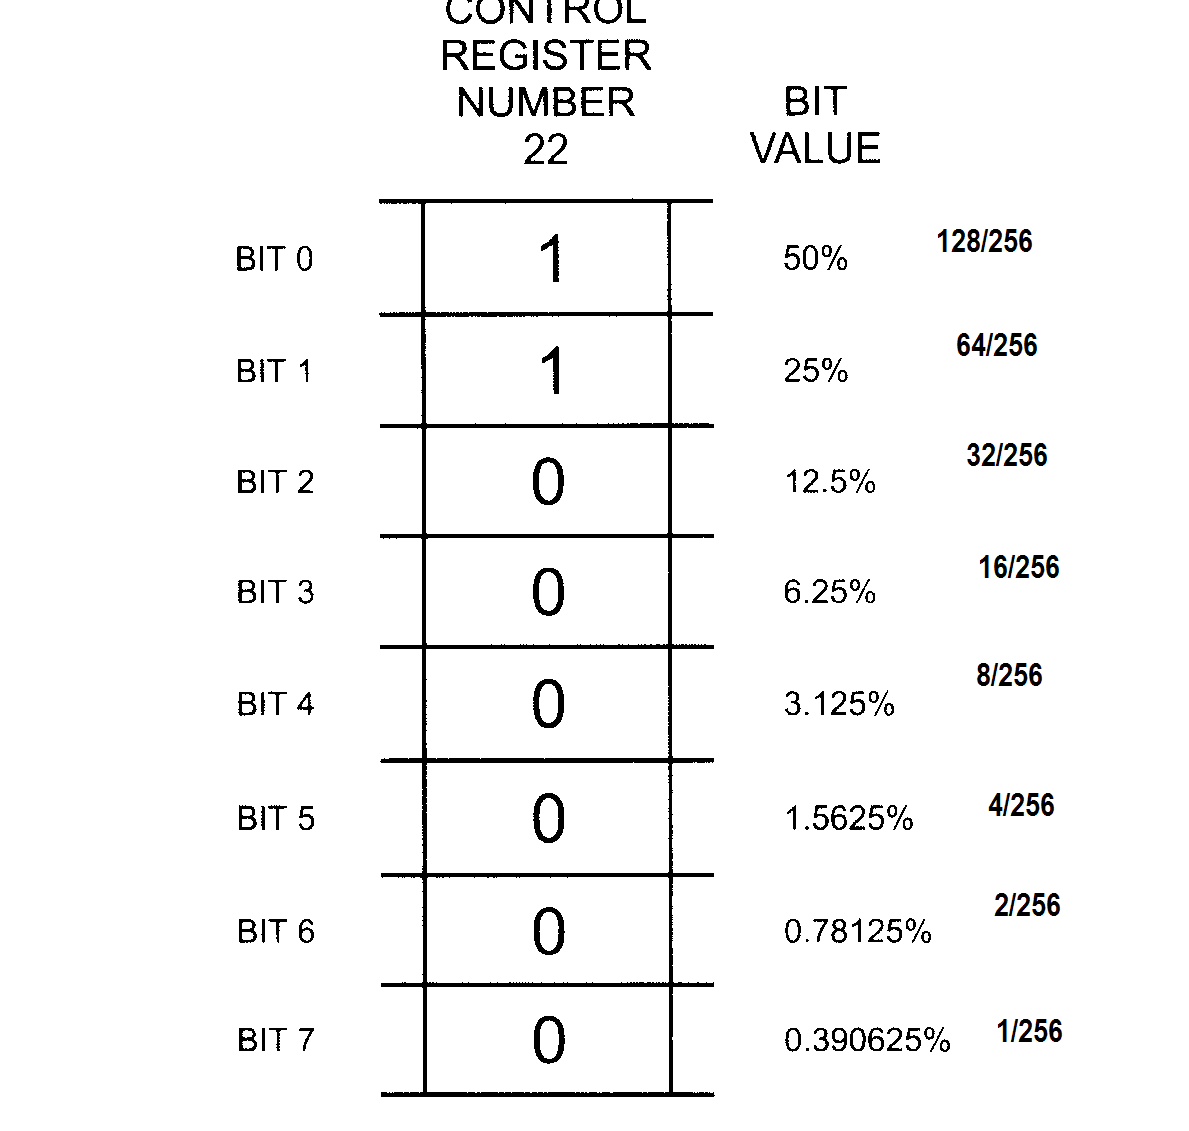 CONTROL
REGISTER
NUMBER
22
BIT
VALUE
BIT 0 1 50% 128/256
BIT 1 1 25% 64/256
BIT 2 0 12.5% 32/256
BIT 3 0 6.25% 16/256
BIT 4 0 3.125% 8/256
BIT 5 0 1.5625% 4/256
BIT 6 0 0.78125% 2/256
BIT 7 0 0.390625% 1/256